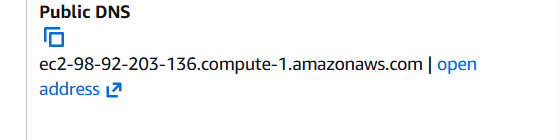 Public DNS
ec2-98-92-203-136.compute-1.amazonaws.com | open
address